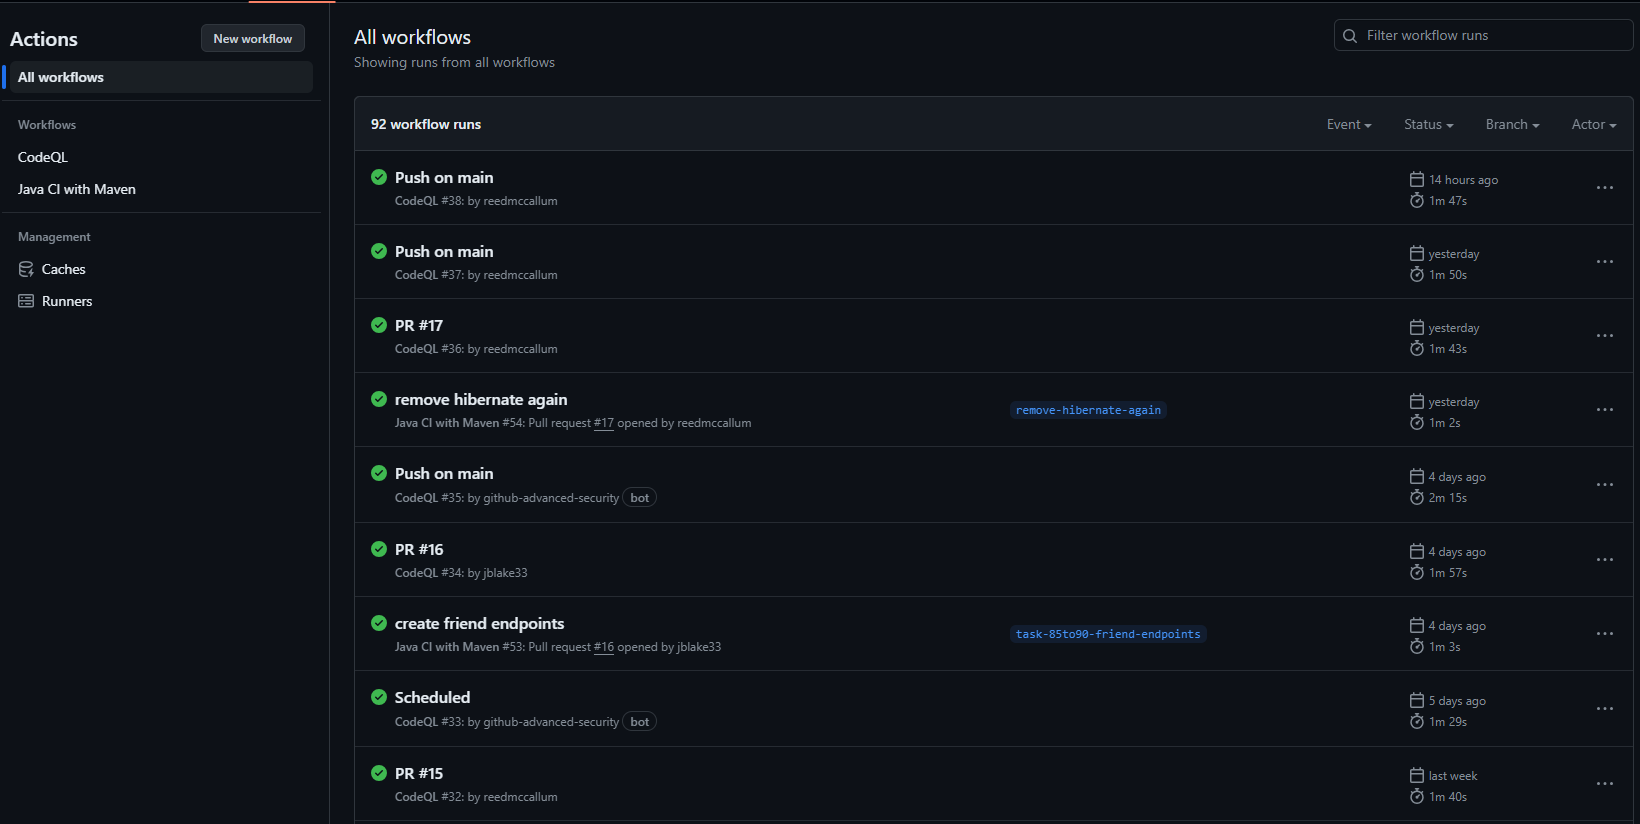 Actions
New workflow
All workflows
Workflows
CodeQL
Java CI with Maven
Management
Caches
Runners
All workflows
Showing runs from all workflows
Filter workflow runs
92 workflow runs
Event
Status
Branch
Actor
Push on main
CodeQL #38: by reedmccallum
14 hours ago
1m 47s
Push on main
CodeQL #37: by reedmccallum
yesterday
1m 50s
PR #17
CodeQL #36: by reedmccallum
yesterday
1m 43s
remove hibernate again
Java CI with Maven #54: Pull request #17 opened by reedmccallum
remove-hibernate-again
yesterday
1m 2s
Push on main
CodeQL #35: by github-advanced-security bot
4 days ago
2m 15s
PR #16
CodeQL #34: by jblake33
4 days ago
1m 57s
create friend endpoints
Java CI with Maven #53: Pull request #16 opened by jblake33
task-85to90-friend-endpoints
4 days ago
1m 3s
Scheduled
CodeQL #33: by github-advanced-security bot
5 days ago
1m 29s
PR #15
CodeQL #32: by reedmccallum
last week
1m 40s